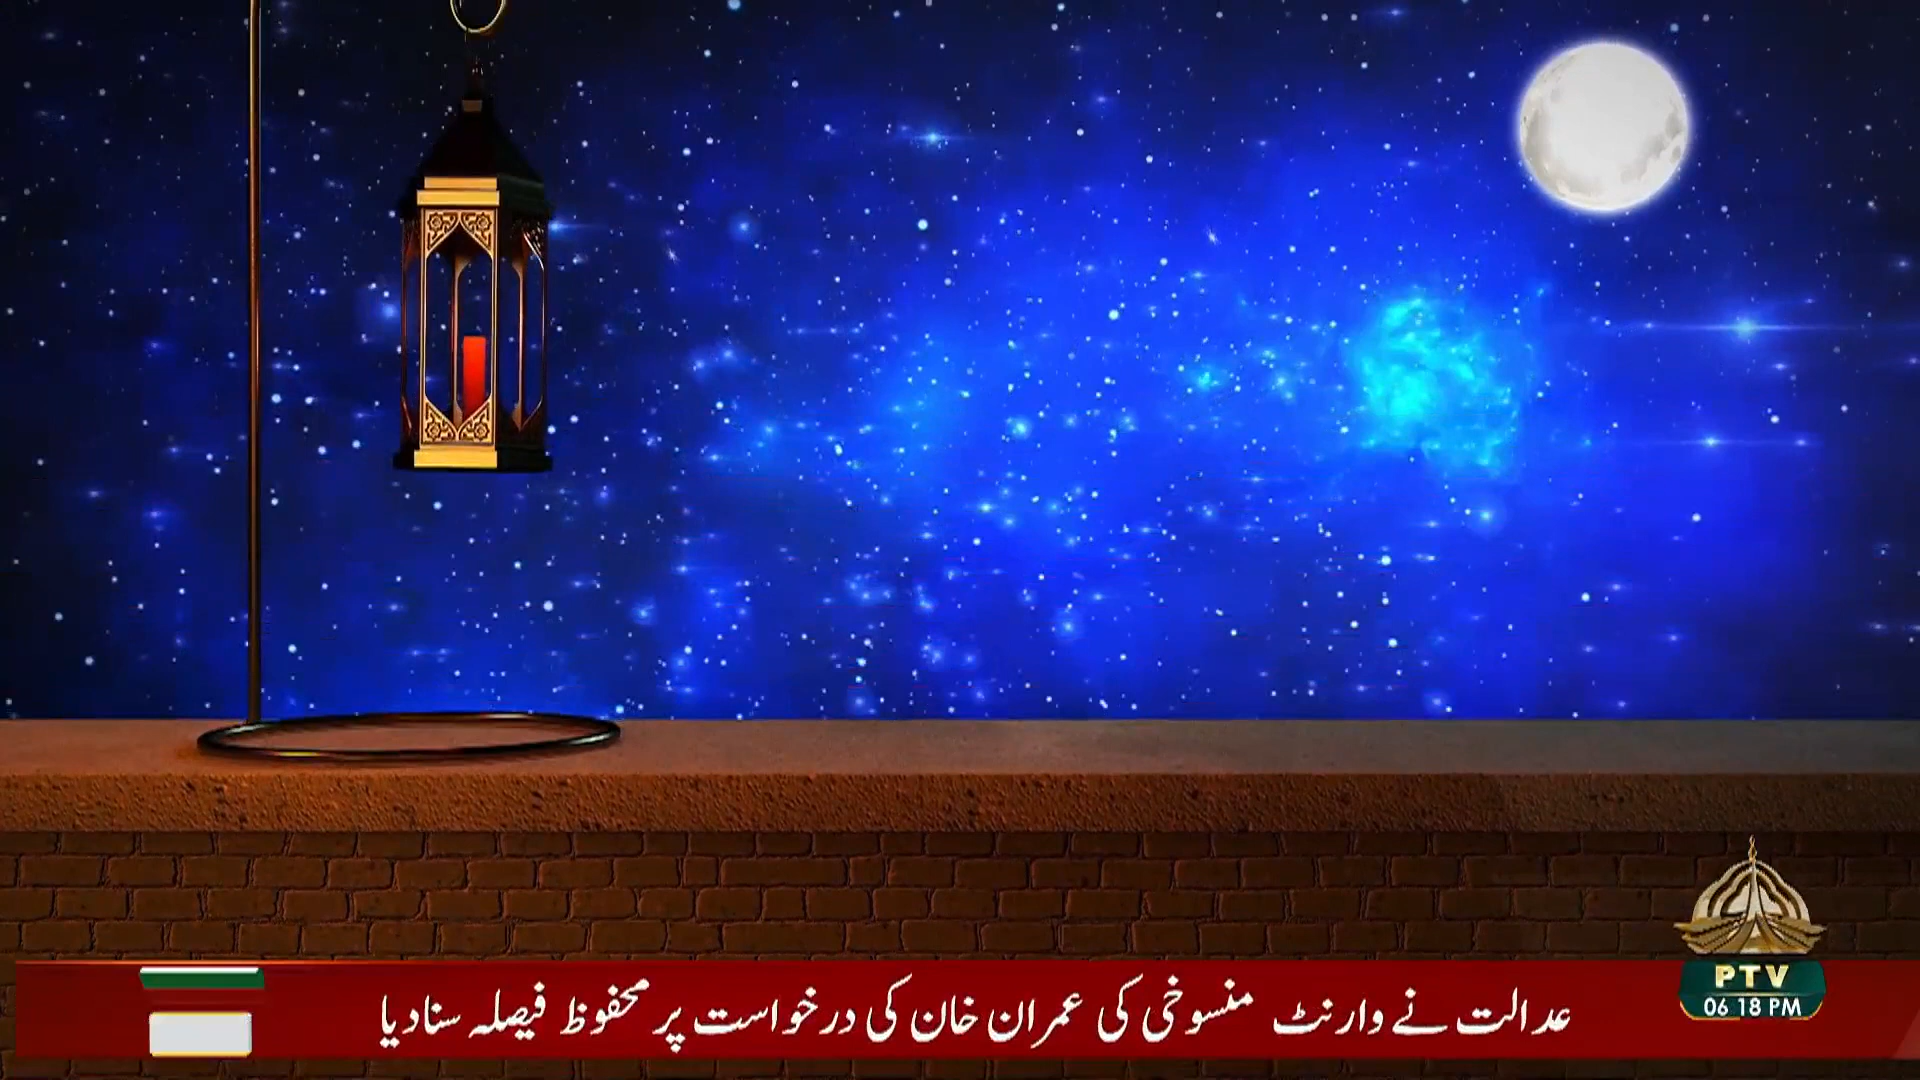 PTV
06 18 PM
عدالت نے وارنٹ منسوخی کی عمران خان کی درخواست پر محفوظ فیصلہ سنادیا